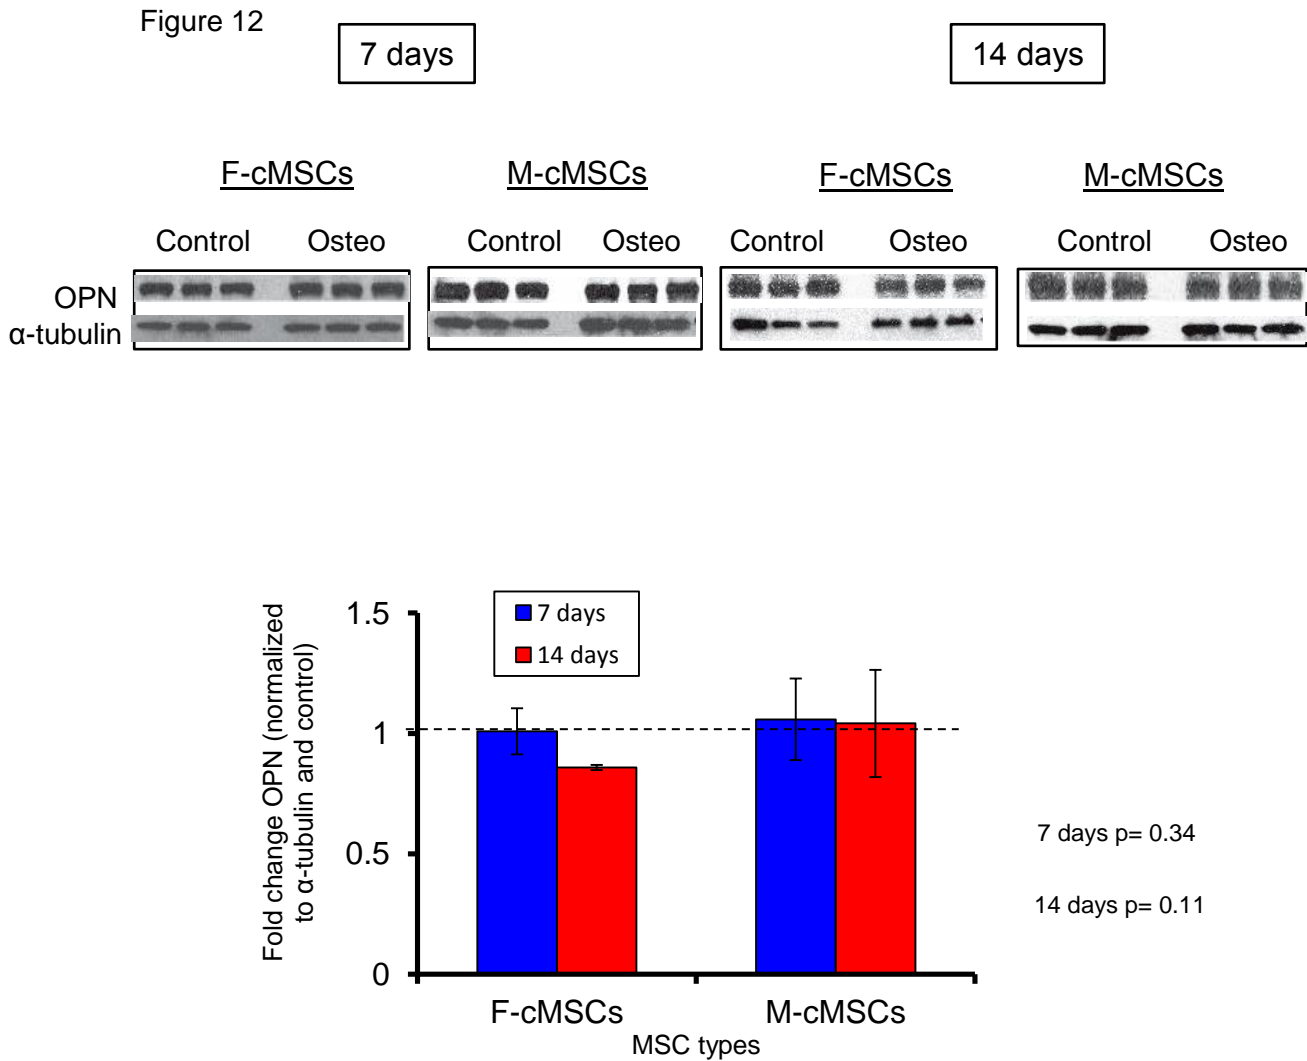 Figure 12
7 days
14 days
F-cMSCs
M-cMSCs
F-cMSCs
M-cMSCs
Control Osteo
Control Osteo
Control Osteo
Control Osteo
OPN
α-tubulin
Fold change OPN (normalized
to α-tubulin and control)
1.5
1
0.5
0
7 days
14 days
7 days p= 0.34
14 days p= 0.11
F-cMSCs
M-cMSCs
MSC types